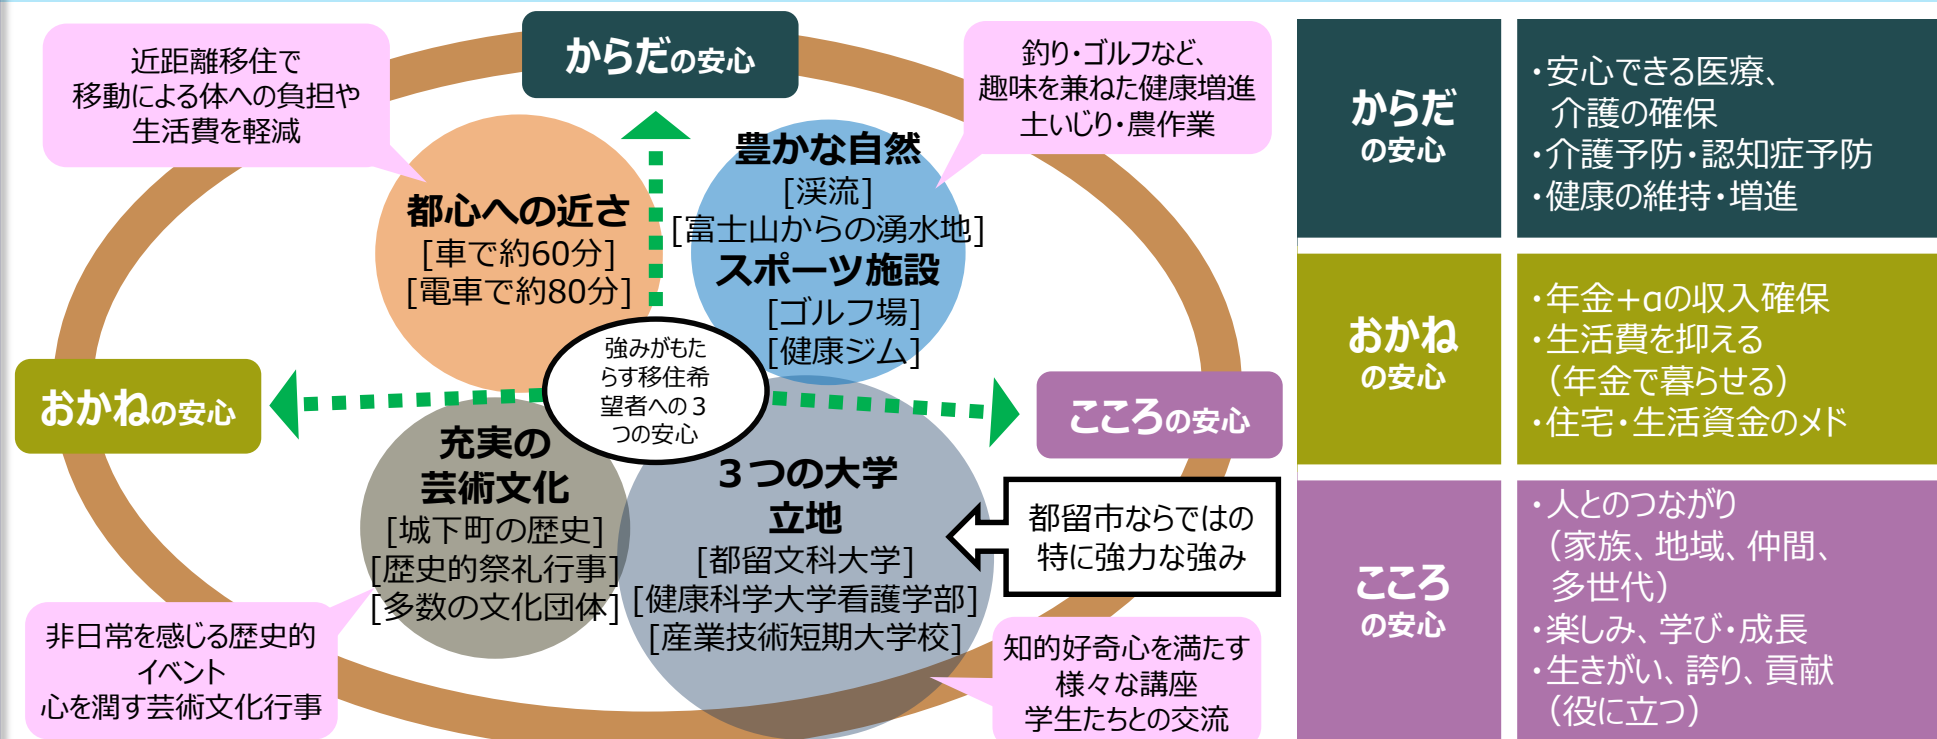 からだの安心
近距離移住で
移動による体への負担や
生活費を軽減
釣り・ゴルフなど、
趣味を兼ねた健康増進
土いじり・農作業
都心への近さ
[車で約60分]
[電車で約80分]
豊かな自然
[渓流]
[富士山からの湧水地]
スポーツ施設
[ゴルフ場]
[健康ジム]
強みがもた
らす移住希
望者への３
つの安心
おかねの安心
こころの安心
充実の
芸術文化
[城下町の歴史]
[歴史的祭礼行事]
[多数の文化団体]
３つの大学
立地
[都留文科大学]
[健康科学大学看護学部]
[産業技術短期大学校]
都留市ならではの
特に強力な強み
非日常を感じる歴史的
イベント
心を潤す芸術文化行事
知的好奇心を満たす
様々な講座
学生たちとの交流
からだ
の安心
・安心できる医療、
介護の確保
・介護予防・認知症予防
・健康の維持・増進
おかね
の安心
・年金+αの収入確保
・生活費を抑える
（年金で暮らせる）
・住宅・生活資金のメド
こころ
の安心
・人とのつながり
（家族、地域、仲間、
多世代）
・楽しみ、学び・成長
・生きがい、誇り、貢献
（役に立つ）